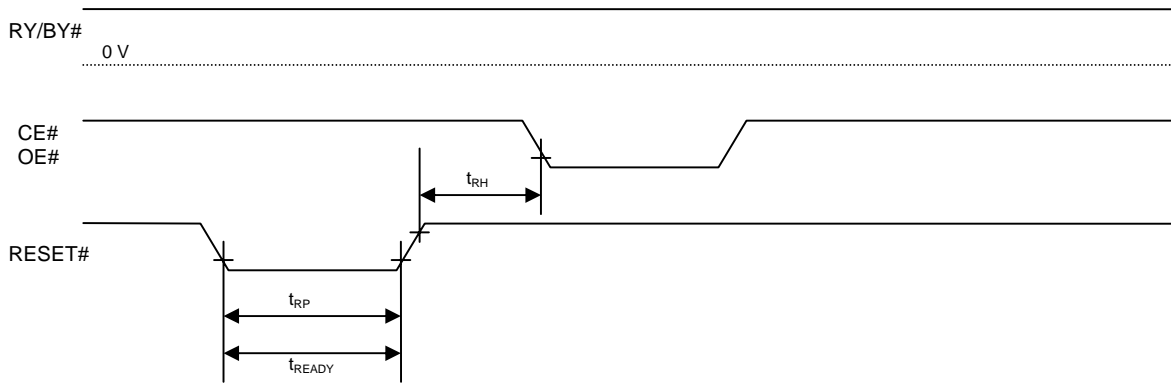 RY/BY#
0 V
CE#
OE#
tRH
RESET#
tRP
tREADY